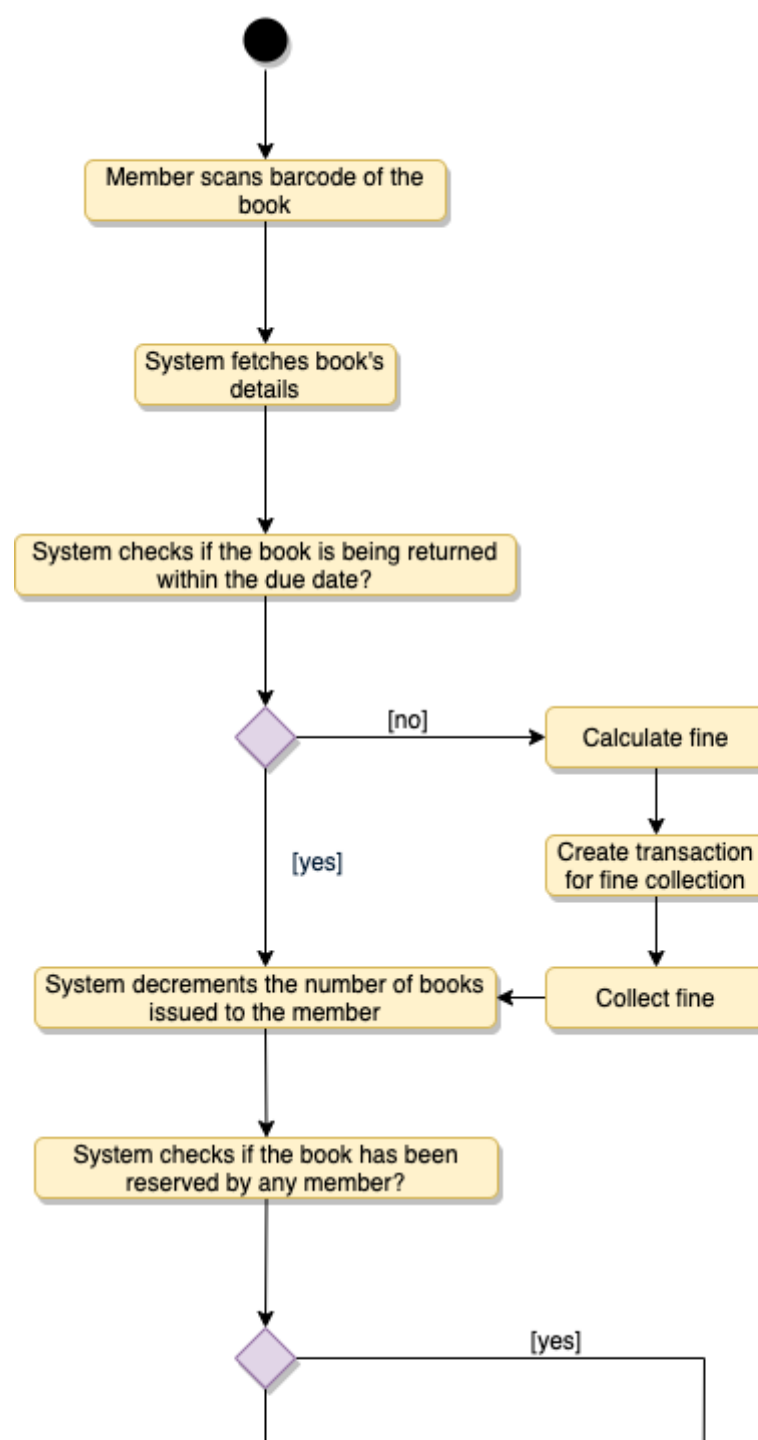 Member scans barcode of the
book
System fetches book's
details
System checks if the book is being returned
within the due date?
[no]
Calculate fine
[yes]
Create transaction
for fine collection
System decrements the number of books
issued to the member
Collect fine
System checks if the book has been
reserved by any member?
[yes]